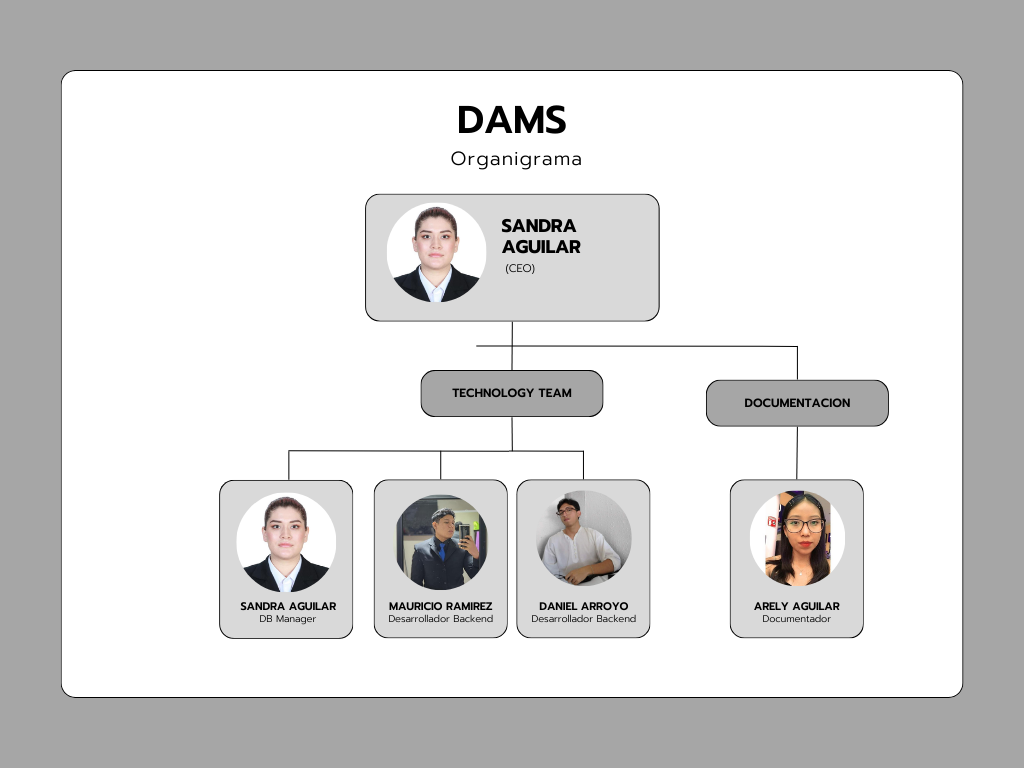 DAMS
Organigrama
SANDRA
AGUILAR
(CEO)
TECHNOLOGY TEAM
DOCUMENTACION
SANDRA AGUILAR
DB Manager
MAURICIO RAMIREZ
Desarrollador Backend
DANIEL ARROYO
Desarrollador Backend
ARELY AGUILAR
Documentador